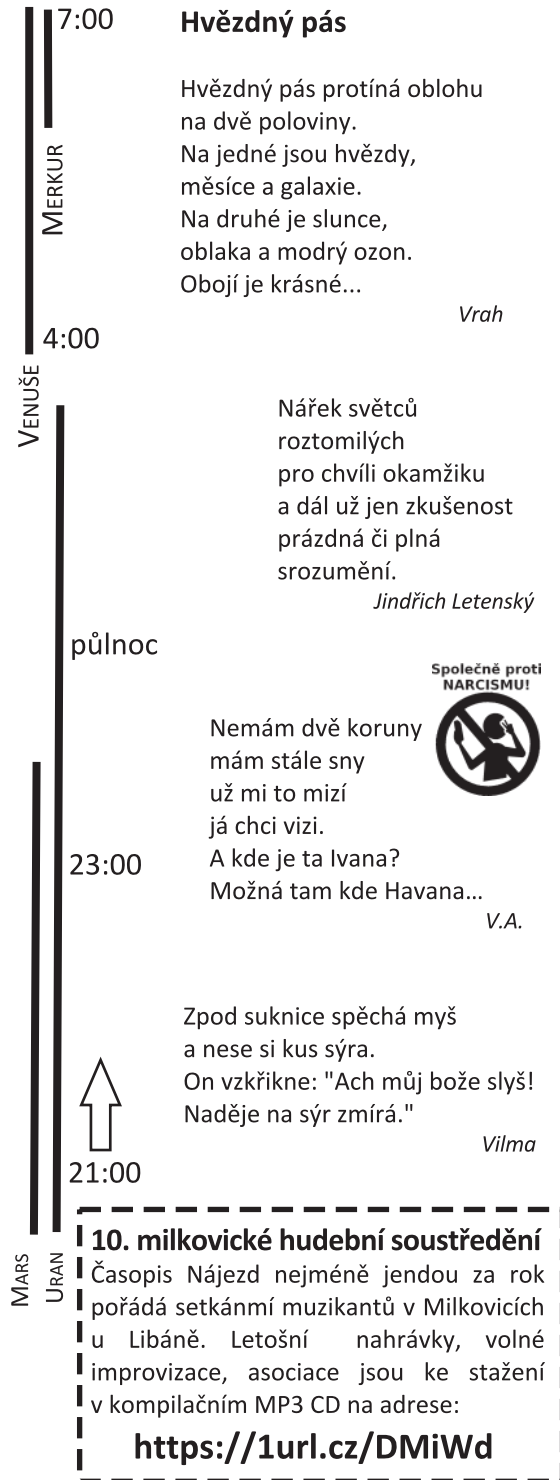 7:00
MERKUR
4:00
VENUŠE
půlnoc
23:00
21:00
MARS
URAN
Hvězdný pás
Hvězdný pás protíná oblohu
na dvě poloviny.
Na jedné jsou hvězdy,
měsíce a galaxie.
Na druhé je slunce,
oblaka a modrý ozon.
Obojí je krásné...
Vrah
Nářek světců
roztomilých
pro chvíli okamžiku
a dál už jen zkušenost
prázdná či plná
srozumění.
Jindřich Letenský
Společně proti
NARCISMU!
Nemám dvě koruny
mám stále sny
už mi to mizí
já chci vizi.
A kde je ta Ivana?
Možná tam kde Havana...
V.A.
Zpod suknice spěchá myš
a nese si kus sýra.
On vzkřikne: "Ach můj bože slyš!
Naděje na sýr zmírá."
Vilma
10. milkovické hudební soustředění
Časopis Nájezd nejméně jendou za rok
pořádá setkánmí muzikantů v Milkovicích
u Libáně. Letošní nahrávky, volné
improvizace, asociace jsou ke stažení
v kompilačním MP3 CD na adrese:
https://1url.cz/DMiWd